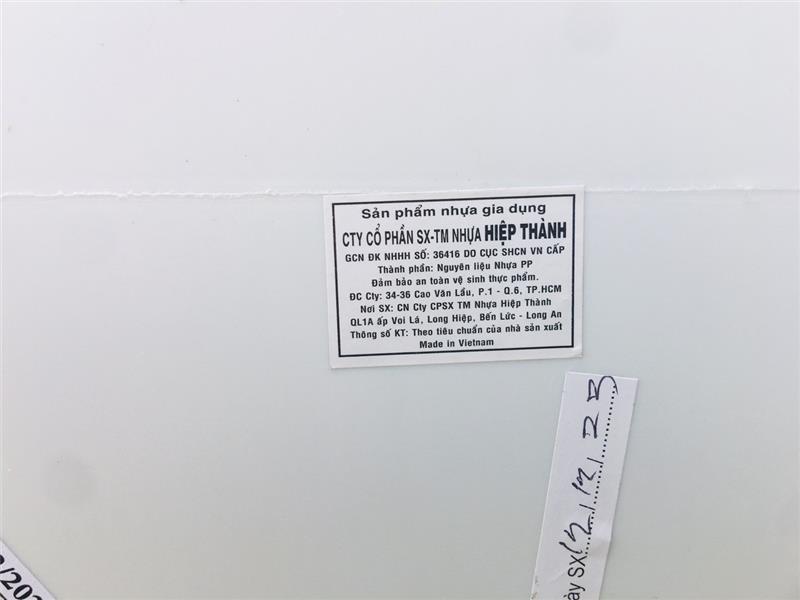 Sản phẩm nhựa gia dụng
CTY CỔ PHẦN SX-TM NHỰA HIỆP THÀNH
GCN ĐK NHHH SỐ: 36416 DO CỤC SHCN VN CẤP
Thành phần: Nguyên liệu Nhựa PP
Đảm bảo an toàn vệ sinh thực phẩm.
ĐC Cty: 34-36 Cao Văn Lầu, P.1 - Q.6, TP.HCM
Nơi SX: CN Cty CPSX TM Nhựa Hiệp Thành
QL1A ấp Voi Lá, Long Hiệp, Bến Lức - Long An
Thông số KT: Theo tiêu chuẩn của nhà sản xuất
Made in Vietnam
ày SX